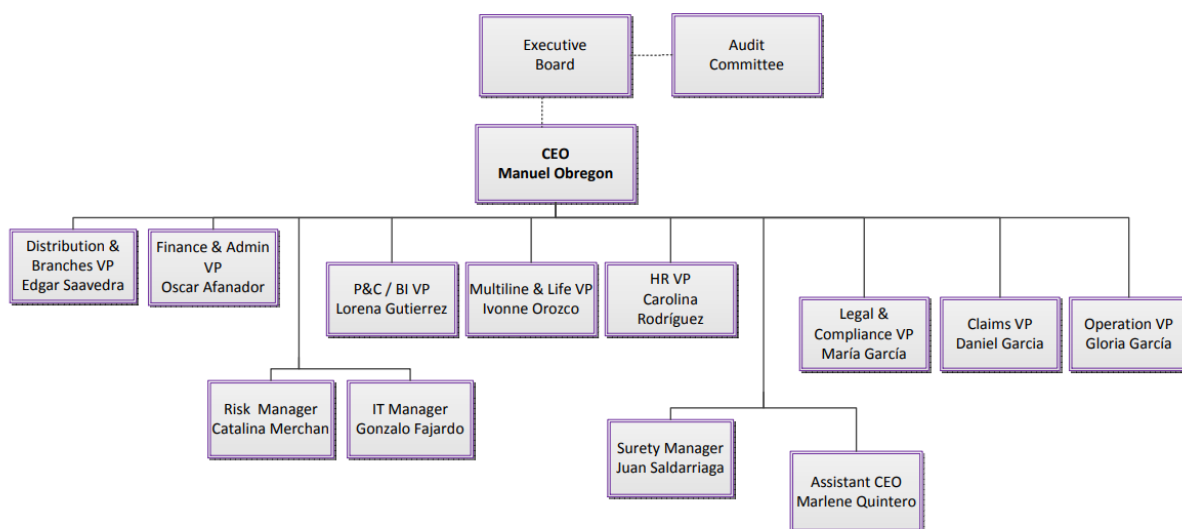 Executive
Board
Audit
Committee
CEO
Manuel Obregon
Distribution &
Branches VP
Edgar Saavedra
Finance & Admin
VP
Oscar Afanador
P&C / BI VP
Lorena Gutierrez
Multiline & Life VP
Ivonne Orozco
HR VP
Carolina
Rodríguez
Legal &
Compliance VP
María García
Claims VP
Daniel Garcia
Operation VP
Gloria García
Risk Manager
Catalina Merchan
IT Manager
Gonzalo Fajardo
Surety Manager
Juan Saldarriaga
Assistant CEO
Marlene Quintero